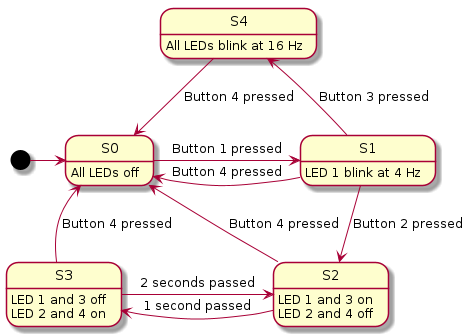 S4
All LEDs blink at 16 Hz
Button 4 pressed
Button 3 pressed
S0
All LEDs off
Button 1 pressed
Button 4 pressed
S1
LED 1 blink at 4 Hz
Button 4 pressed
Button 4 pressed
Button 2 pressed
S3
LED 1 and 3 off
LED 2 and 4 on
2 seconds passed
1 second passed
S2
LED 1 and 3 on
LED 2 and 4 off